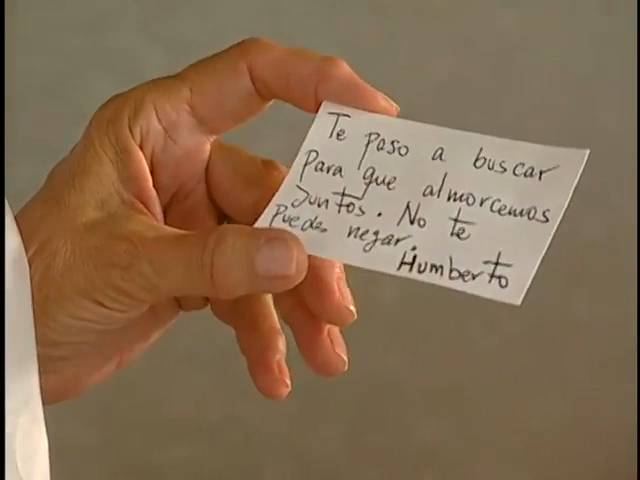 Te paso a buscar
para que almorcemos
Juntos. No te
puedes negar.
Humberto